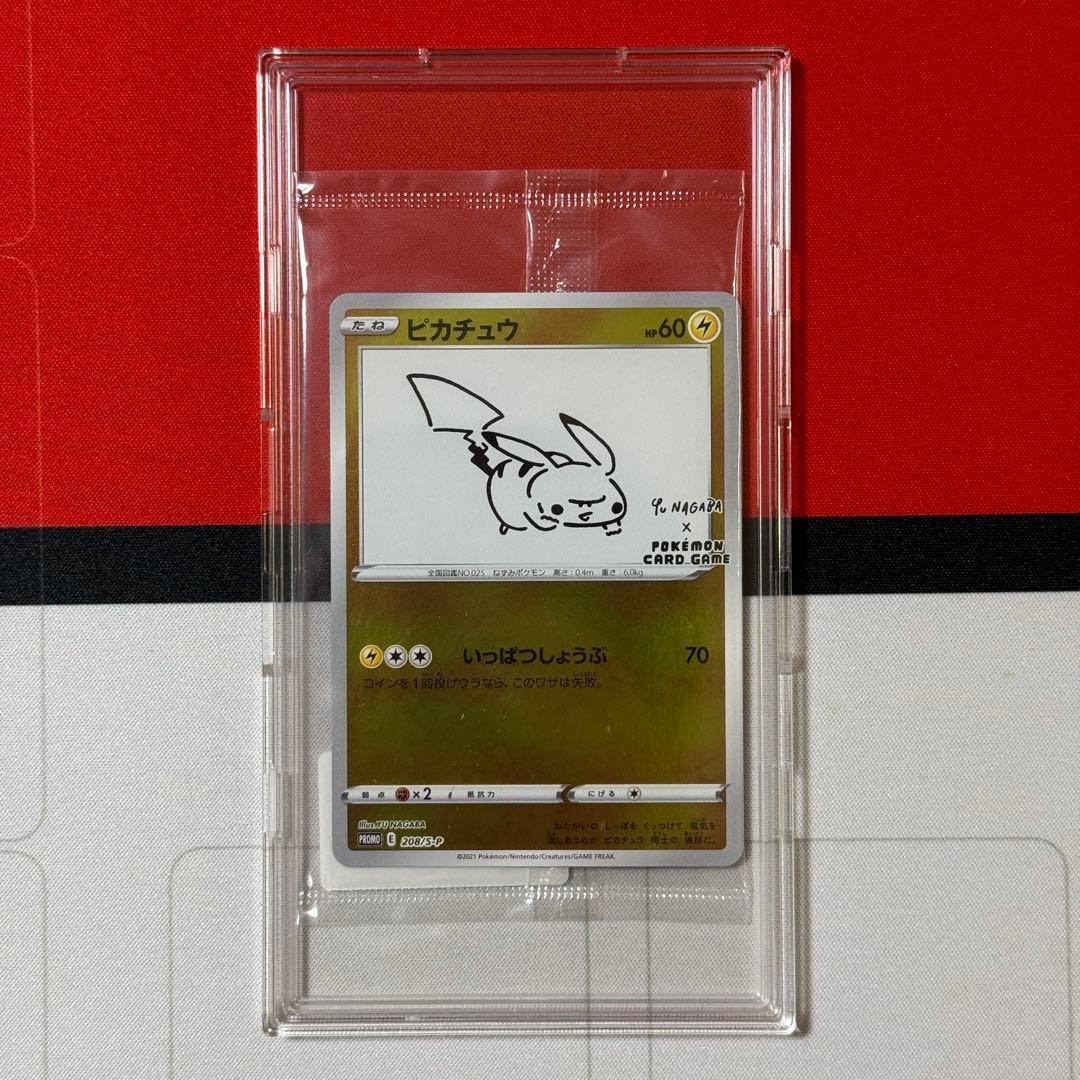 たね ピカチュウ HP60
Yu NAGABA
×
POKÉMON
CARD GAME
全国図鑑NO.025 ねずみポケモン 高さ：0.4m 重さ：6.0kg
いっぱつしょうぶ 70
コインを1回投げウラなら、このワザは失敗。
弱点 ×2 抵抗力 にげる
illus.YU NAGABA
PROMO E 208/S-P
おたがいの しっぽを くっつけて 電気を
流しあうのが ピカチュウ 同士の 挨拶だ。
©2021 Pokémon/Nintendo/Creatures/GAME FREAK.